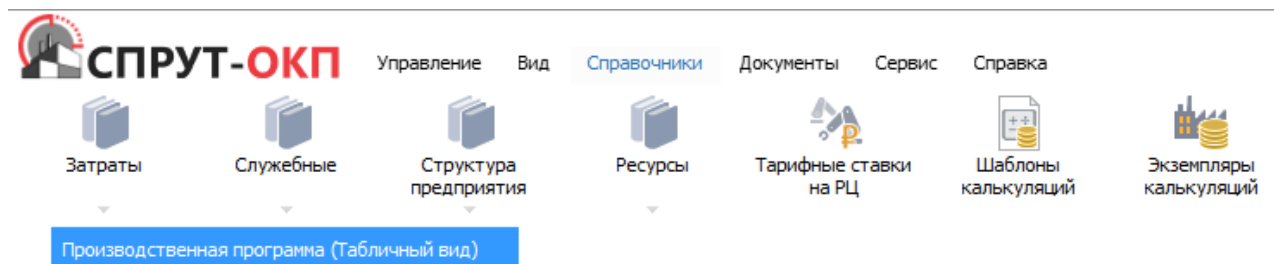 СПРУТ-ОКП
Управление Вид Справочники Документы Сервис Справка
Затраты Служебные Структура предприятия Ресурсы Тарифные ставки на РЦ Шаблоны калькуляций Экземпляры калькуляций
Производственная программа (Табличный вид)